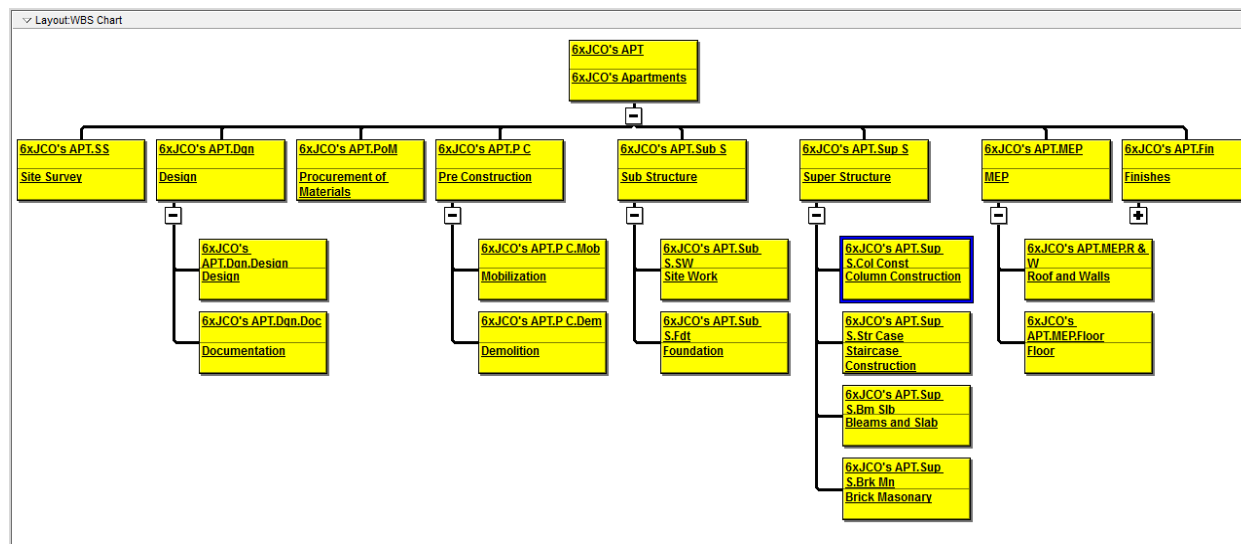 Layout:WBS Chart
6xJCO's APT
6xJCO's Apartments
6xJCO's APT.SS
Site Survey
6xJCO's APT.Dgn
Design
6xJCO's APT.PoM
Procurement of
Materials
6xJCO's APT.P C
Pre Construction
6xJCO's APT.Sub S
Sub Structure
6xJCO's APT.Sup S
Super Structure
6xJCO's APT.MEP
MEP
6xJCO's APT.Fin
Finishes
6xJCO's
APT.Dgn.Design
Design
6xJCO's APT.Dgn.Doc
Documentation
6xJCO's APT.P C.Mob
Mobilization
6xJCO's APT.P C.Dem
Demolition
6xJCO's APT.Sub
S.SW
Site Work
6xJCO's APT.Sub
S.Fdt
Foundation
6xJCO's APT.Sup
S.Col Const
Column Construction
6xJCO's APT.Sup
S.Str Case
Staircase
Construction
6xJCO's APT.Sup
S.Bm Slb
Bleams and Slab
6xJCO's APT.Sup
S.Brk Mn
Brick Masonary
6xJCO's APT.MEP.R &
W
Roof and Walls
6xJCO's
APT.MEP.Floor
Floor